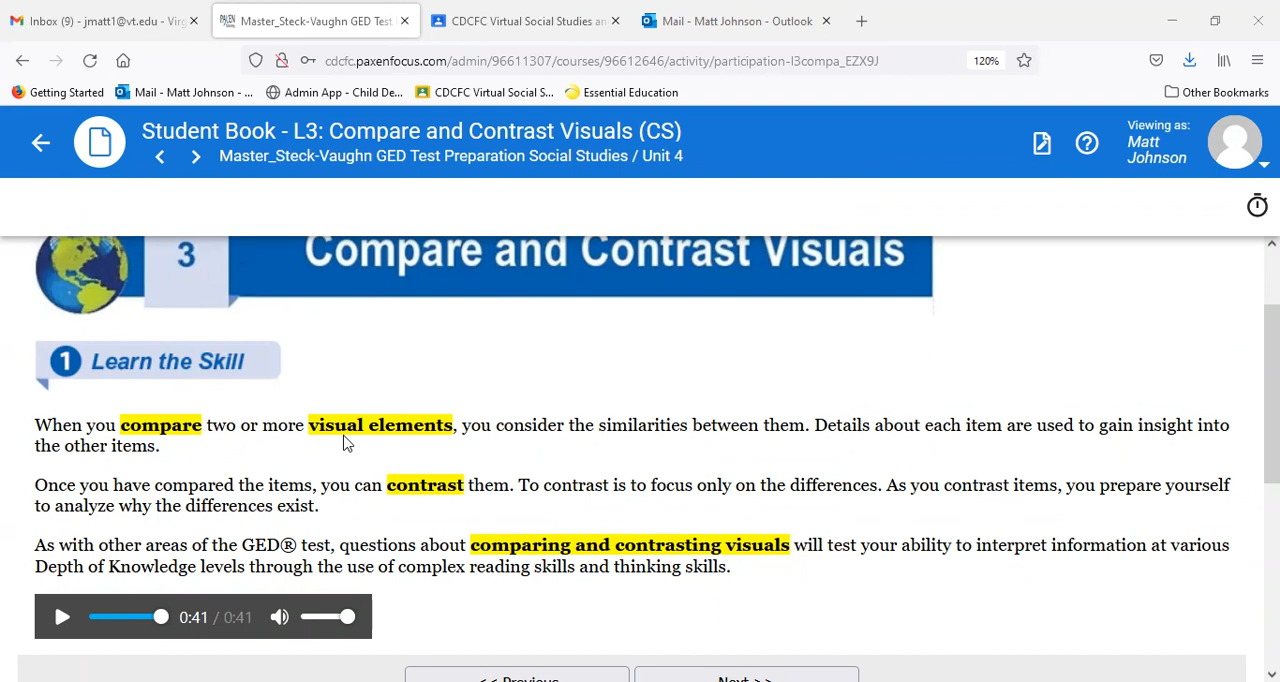 Inbox (9) - jmatt1@vt.edu - Virg
Master_Steck-Vaughn GED Test
CDCFC Virtual Social Studies an
Mail - Matt Johnson - Outlook
cdcfc.paxenfocus.com/admin/96611307/courses/96612646/activity/participation-l3compa_EZX9J
120%
Getting Started
Mail - Matt Johnson - ...
Admin App - Child De...
CDCFC Virtual Social S...
Essential Education
Other Bookmarks
Student Book - L3: Compare and Contrast Visuals (CS)
Master_Steck-Vaughn GED Test Preparation Social Studies / Unit 4
Viewing as:
Matt
Johnson
3
Compare and Contrast Visuals
1 Learn the Skill
When you compare two or more visual elements, you consider the similarities between them. Details about each item are used to gain insight into
the other items.
Once you have compared the items, you can contrast them. To contrast is to focus only on the differences. As you contrast items, you prepare yourself
to analyze why the differences exist.
As with other areas of the GED® test, questions about comparing and contrasting visuals will test your ability to interpret information at various
Depth of Knowledge levels through the use of complex reading skills and thinking skills.
0:41 / 0:41
<< Previous
Next >>